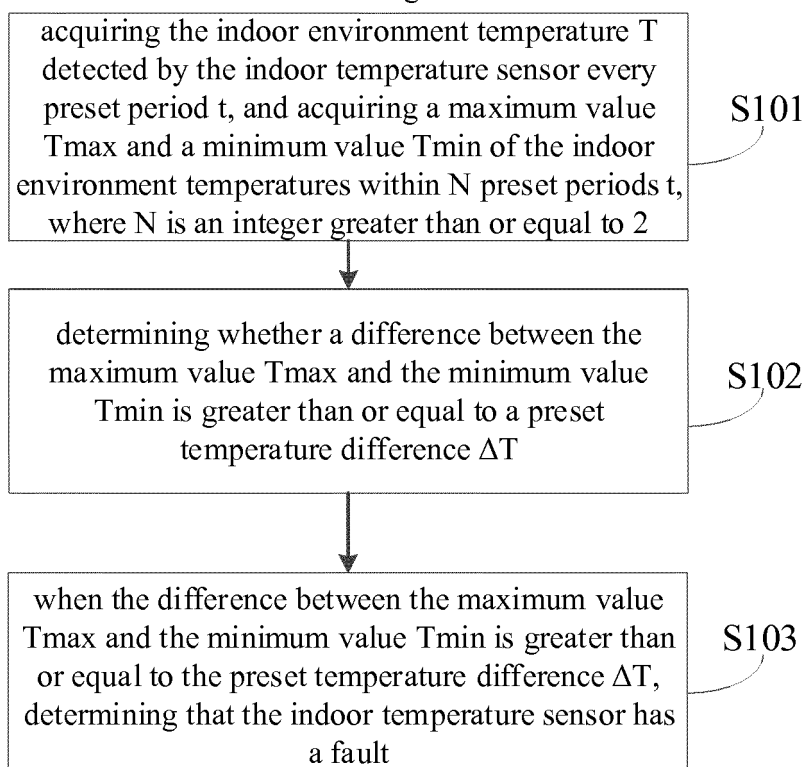 acquiring the indoor environment temperature T
detected by the indoor temperature sensor every
preset period t, and acquiring a maximum value
Tmax and a minimum value Tmin of the indoor
environment temperatures within N preset periods t,
where N is an integer greater than or equal to 2
S101
determining whether a difference between the
maximum value Tmax and the minimum value
Tmin is greater than or equal to a preset
temperature difference ΔT
S102
when the difference between the maximum value
Tmax and the minimum value Tmin is greater than
or equal to the preset temperature difference ΔT,
determining that the indoor temperature sensor has
a fault
S103